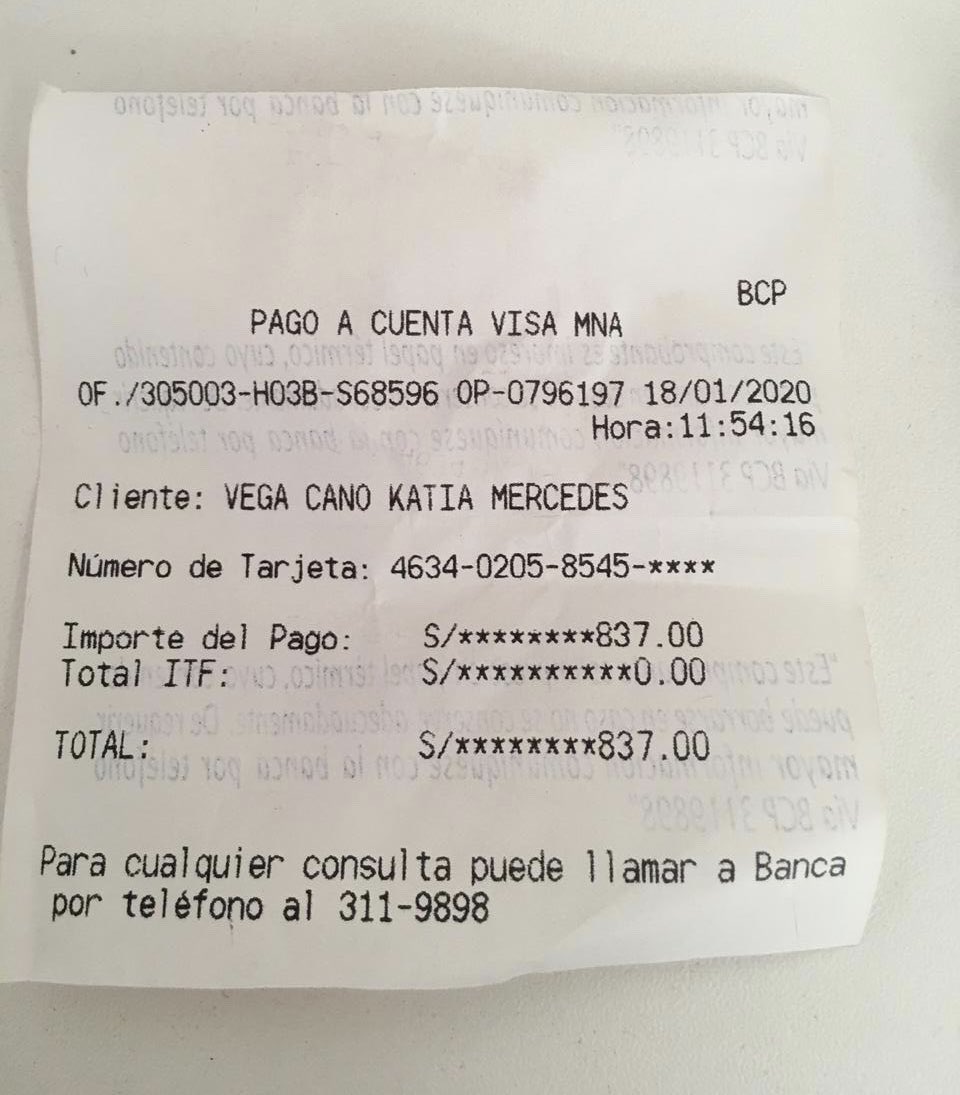 BCP
PAGO A CUENTA VISA MNA
OF./305003-H03B-S68596 OP-0796197 18/01/2020
Hora:11:54:16
Cliente: VEGA CANO KATIA MERCEDES
Número de Tarjeta: 4634-0205-8545-****
Importe del Pago: S/********837.00
Total ITF: S/**********0.00
TOTAL: S/********837.00
Para cualquier consulta puede llamar a Banca
por teléfono al 311-9898